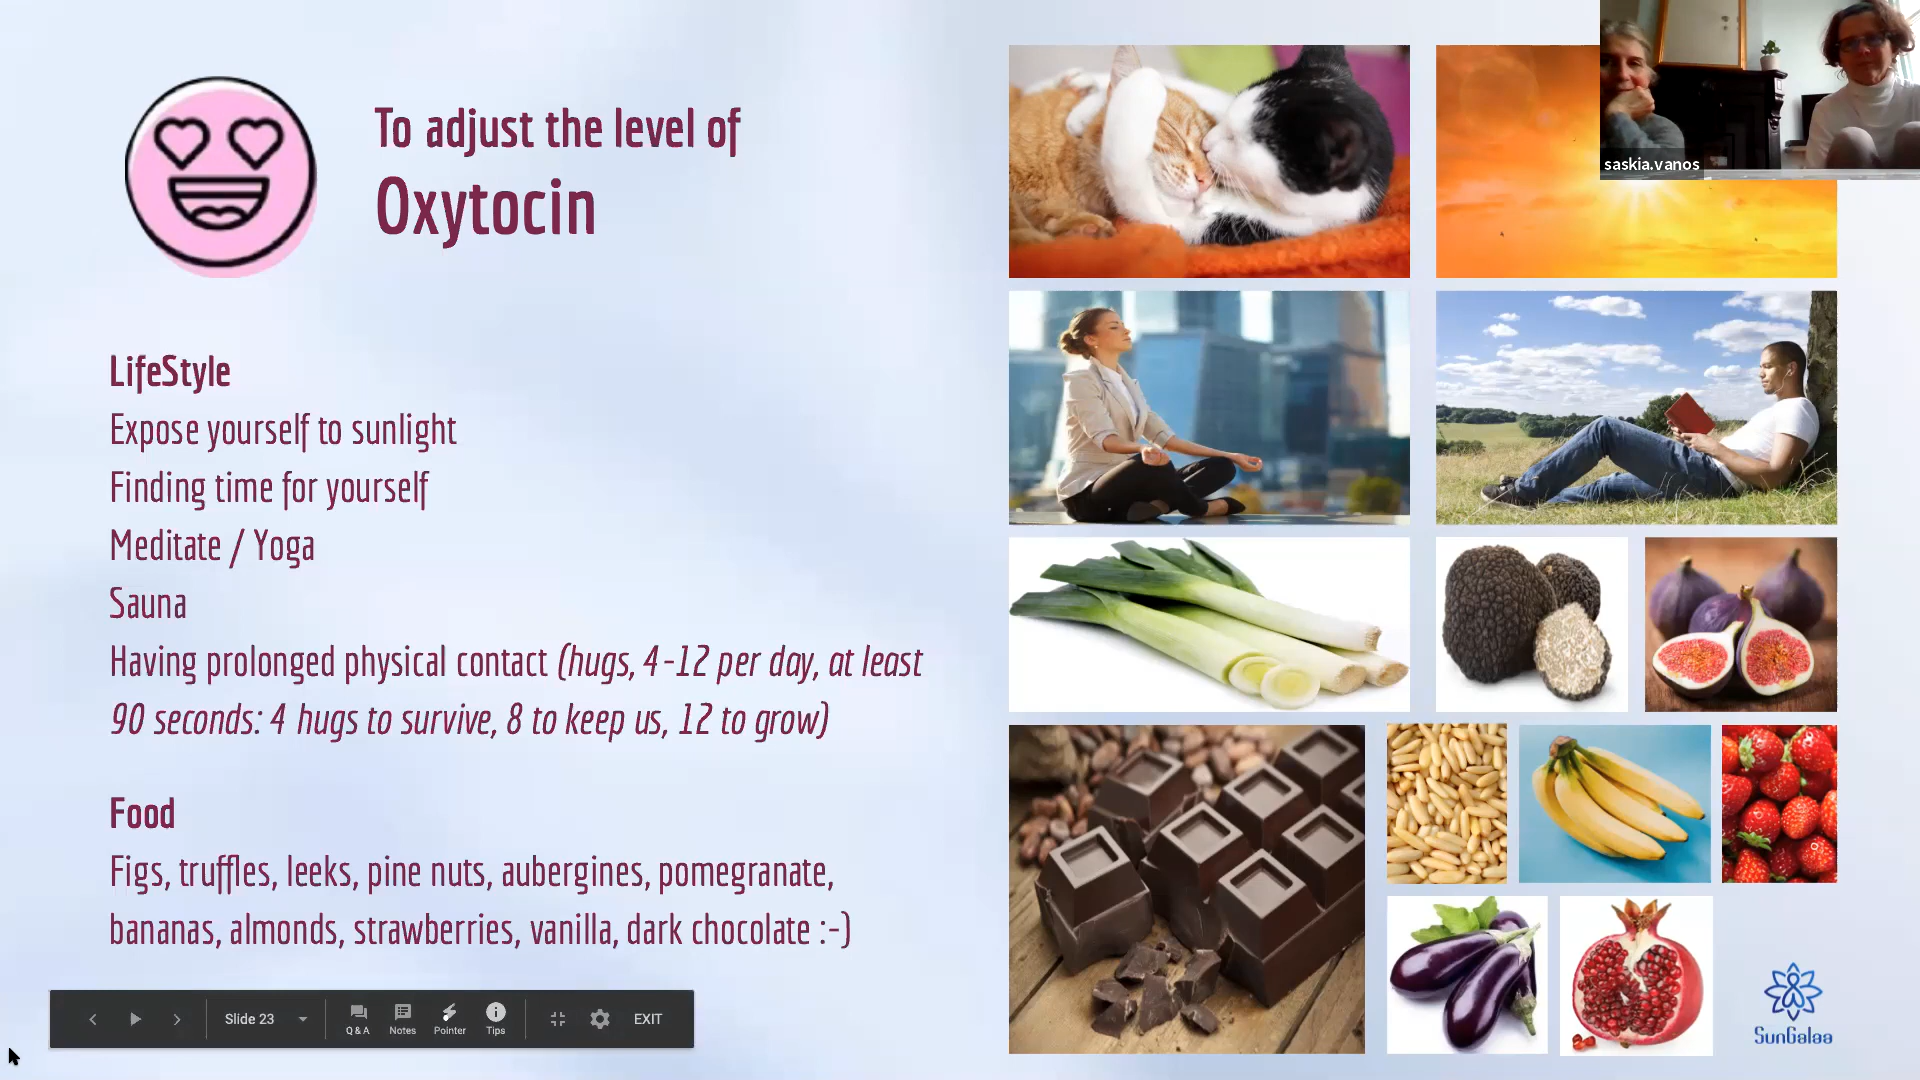 To adjust the level of
Oxytocin
saskia.vanos
LifeStyle
Expose yourself to sunlight
Finding time for yourself
Meditate / Yoga
Sauna
Having prolonged physical contact (hugs, 4-12 per day, at least
90 seconds: 4 hugs to survive, 8 to keep us, 12 to grow)
Food
Figs, truffles, leeks, pine nuts, aubergines, pomegranate,
bananas, almonds, strawberries, vanilla, dark chocolate :-)
Slide 23
Q & A
Notes
Pointer
Tips
EXIT
SunGalaa